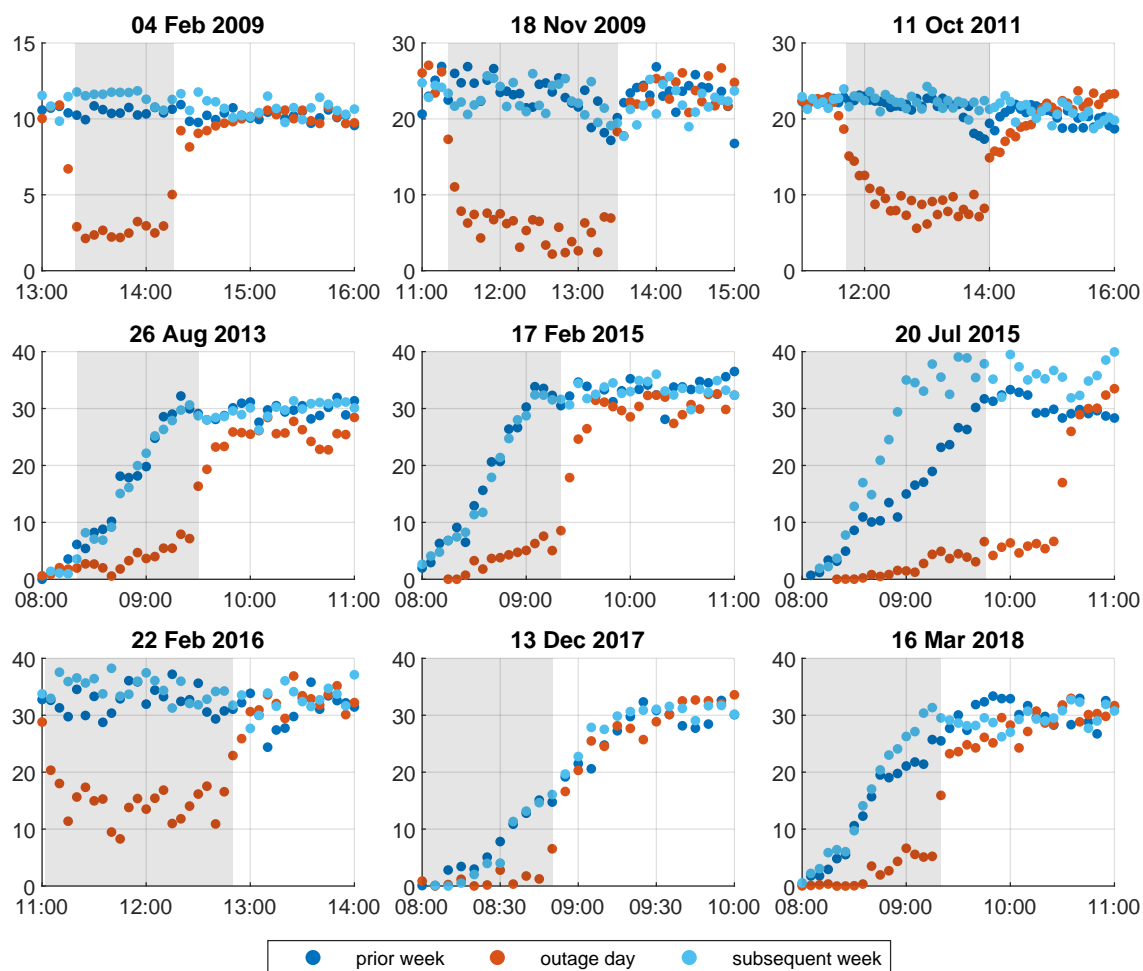 04 Feb 2009
18 Nov 2009
11 Oct 2011
15
10
5
0
13:00 14:00 15:00 16:00
30
20
10
0
11:00 12:00 13:00 14:00 15:00
30
20
10
0
12:00 14:00 16:00
26 Aug 2013
17 Feb 2015
20 Jul 2015
40
30
20
10
0
08:00 09:00 10:00 11:00
40
30
20
10
0
08:00 09:00 10:00 11:00
40
30
20
10
0
08:00 09:00 10:00 11:00
22 Feb 2016
13 Dec 2017
16 Mar 2018
40
30
20
10
0
11:00 12:00 13:00 14:00
40
30
20
10
0
08:00 08:30 09:00 09:30 10:00
40
30
20
10
0
08:00 09:00 10:00 11:00
prior week outage day subsequent week